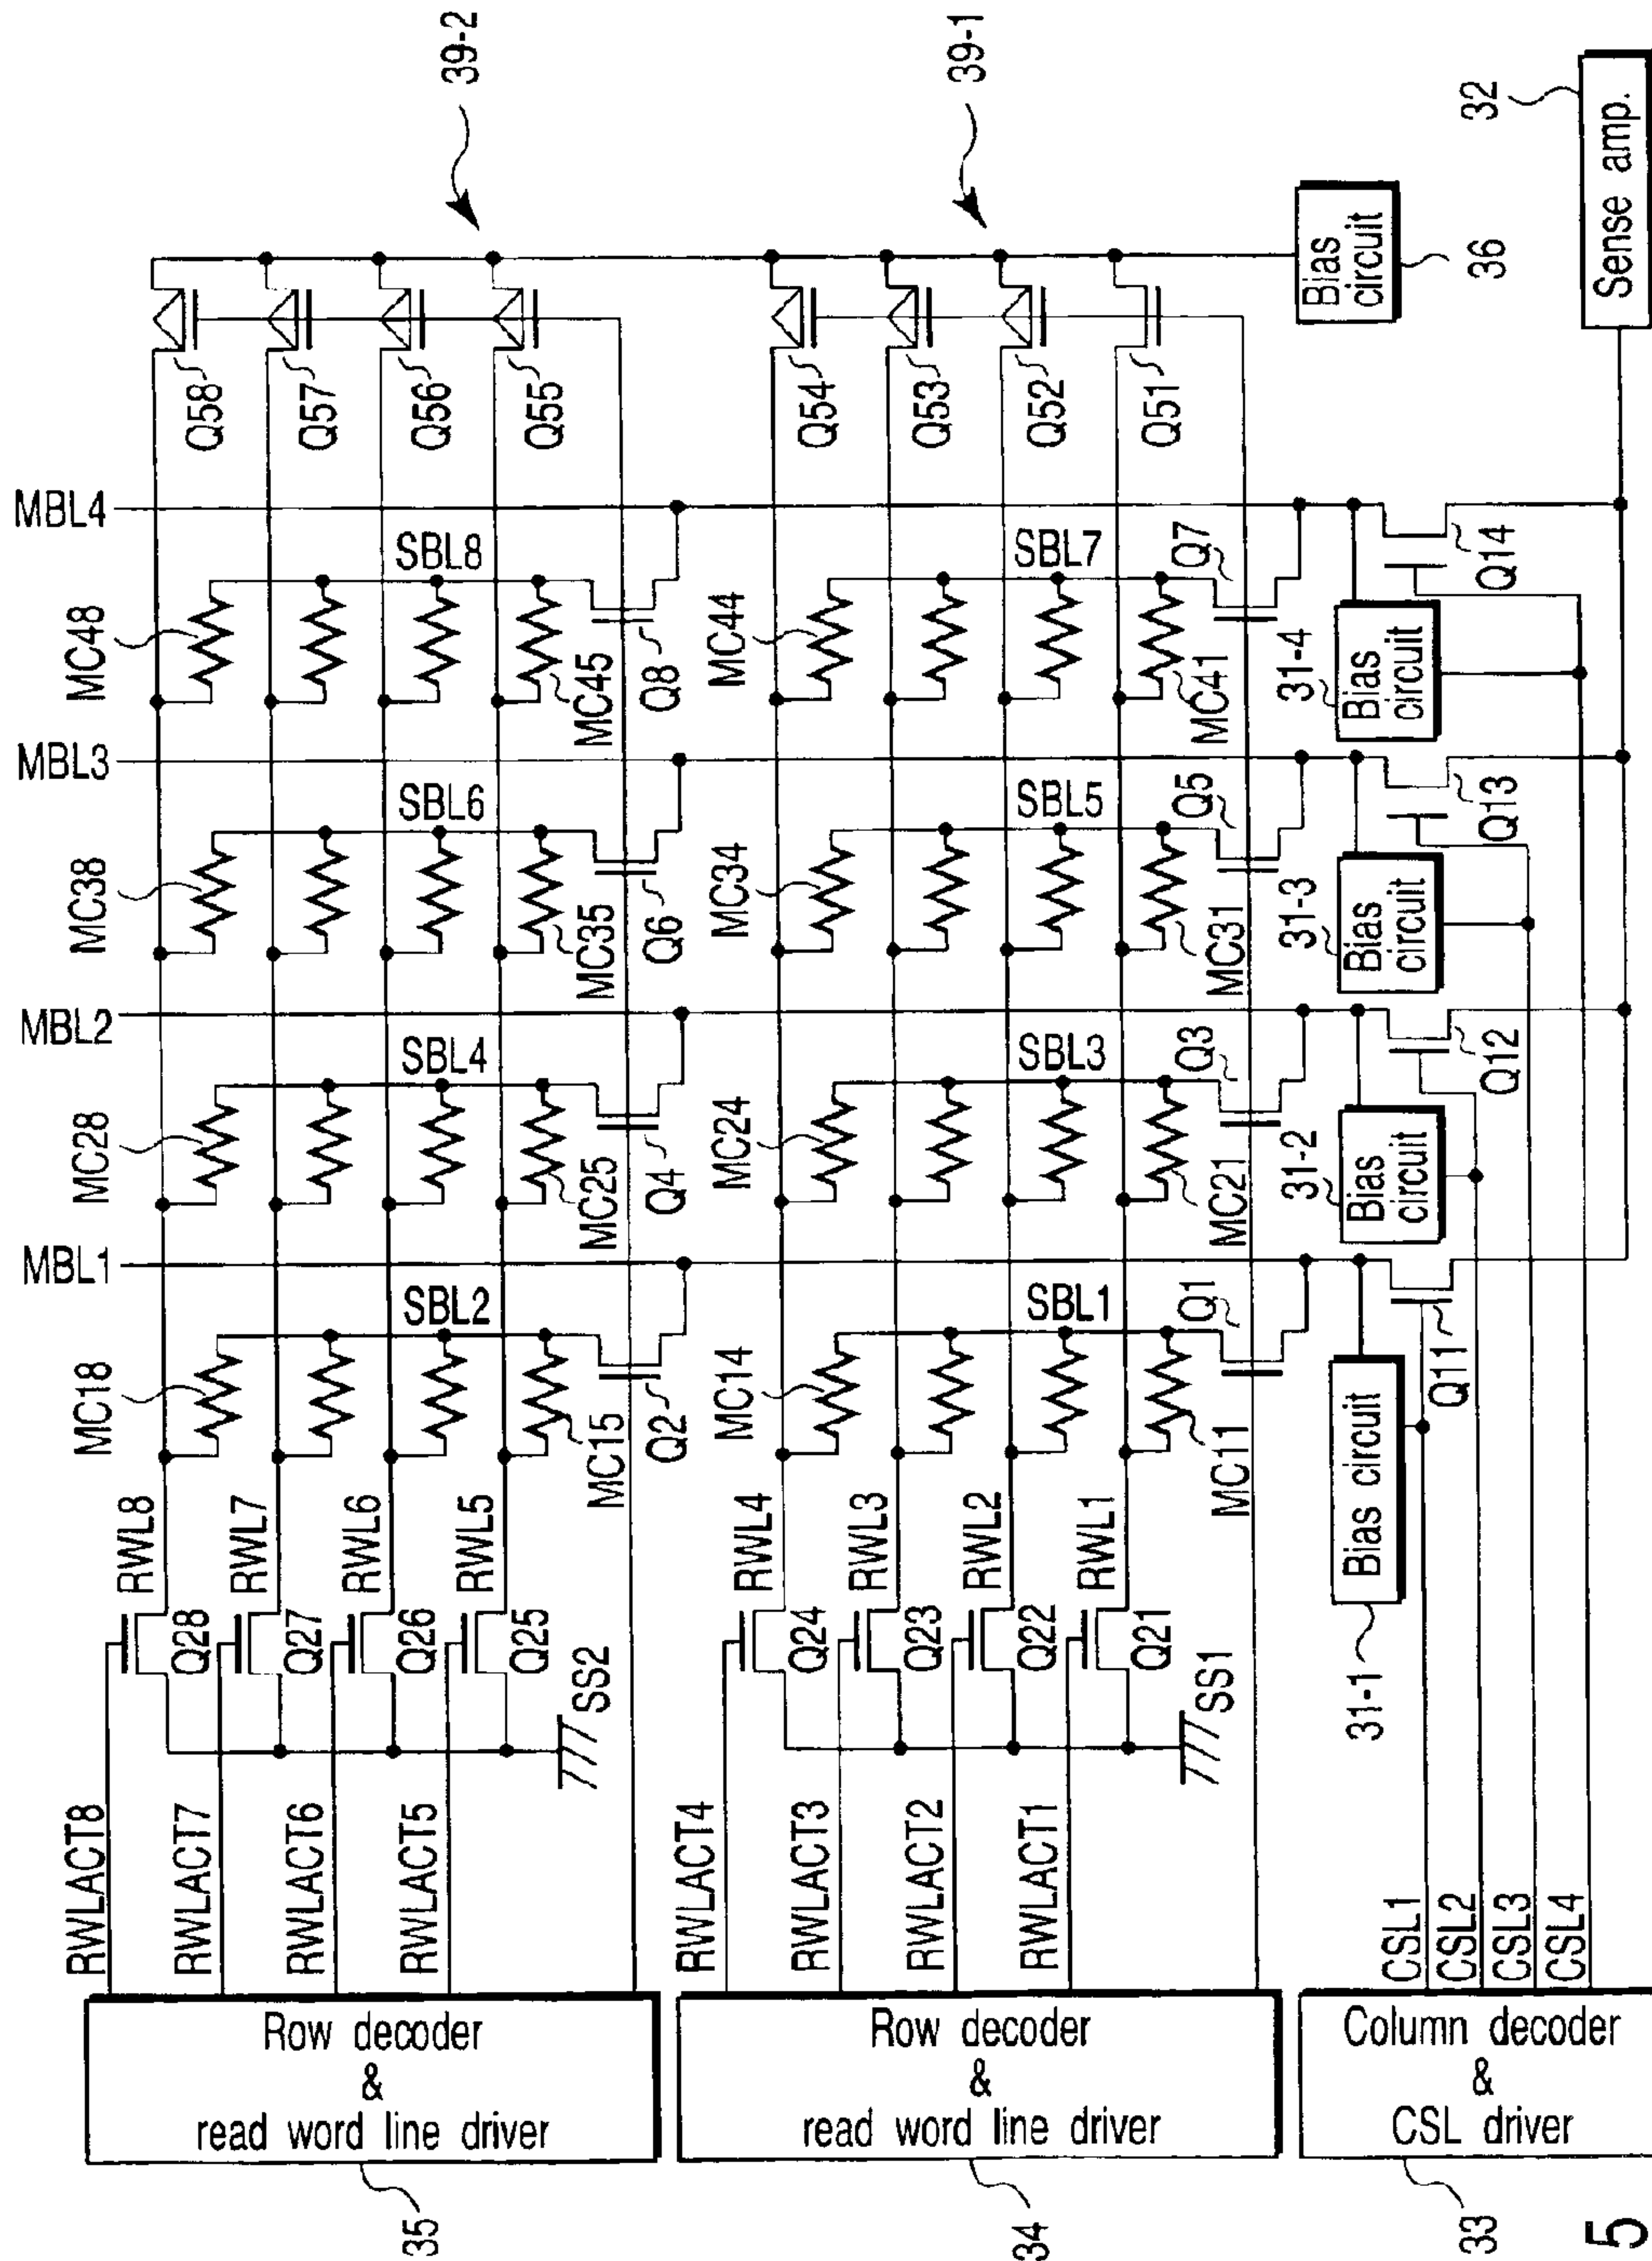 MBL1
MBL2
MBL3
MBL4
39-2
39-1
RWLACT8
RWLACT7
RWLACT6
RWLACT5
RWL8
RWL7
RWL6
RWL5
Q28
Q27
Q26
Q25
SS2
MC18
MC28
MC38
MC48
SBL2
SBL4
SBL6
SBL8
MC15
MC25
MC35
MC45
Q2
Q4
Q6
Q8
Q58
Q57
Q56
Q55
Row decoder
&
read word line driver
35
RWLACT4
RWLACT3
RWLACT2
RWLACT1
RWL4
RWL3
RWL2
RWL1
Q24
Q23
Q22
Q21
SS1
MC14
MC24
MC34
MC44
SBL1
SBL3
SBL5
SBL7
MC11
MC21
MC31
MC41
Q1
Q3
Q5
Q7
Q54
Q53
Q52
Q51
Row decoder
&
read word line driver
34
31-1
Bias circuit
31-2
Bias
circuit
31-3
Bias
circuit
31-4
Bias
circuit
Bias
circuit
36
Q11
Q12
Q13
Q14
CSL1
CSL2
CSL3
CSL4
Column decoder
&
CSL driver
33
Sense amp.
32
5